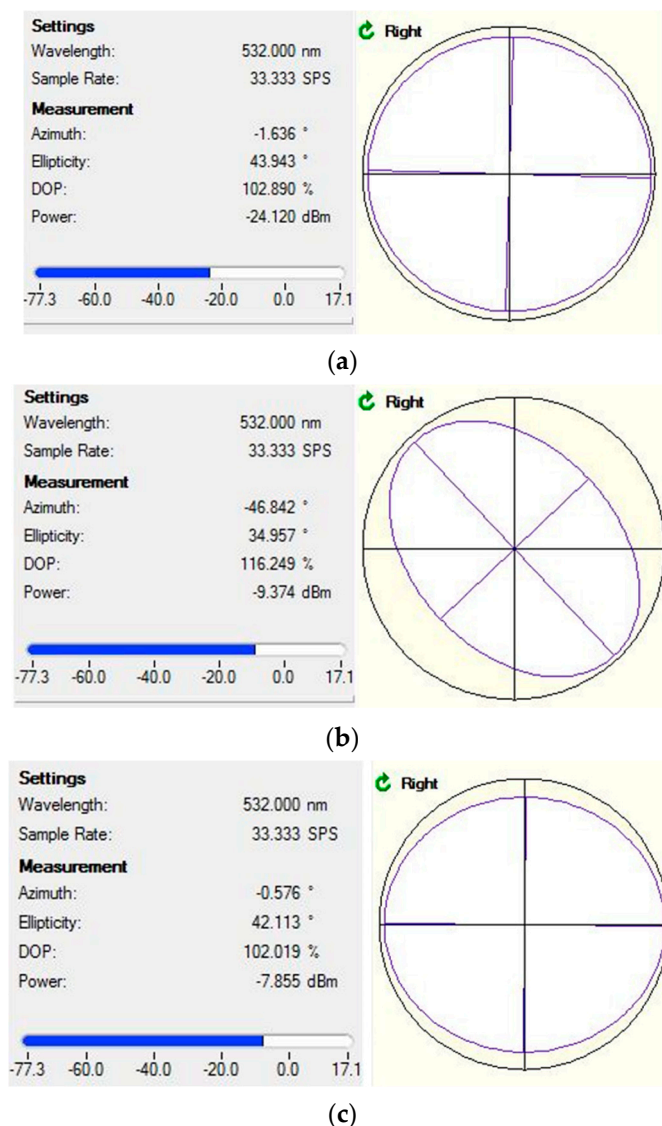 Settings
Wavelength: 532.000 nm
Sample Rate: 33.333 SPS
Measurement
Azimuth: -1.636 °
Ellipticity: 43.943 °
DOP: 102.890 %
Power: -24.120 dBm
-77.3 -60.0 -40.0 -20.0 0.0 17.1
Right
(a)
Settings
Wavelength: 532.000 nm
Sample Rate: 33.333 SPS
Measurement
Azimuth: -46.842 °
Ellipticity: 34.957 °
DOP: 116.249 %
Power: -9.374 dBm
-77.3 -60.0 -40.0 -20.0 0.0 17.1
Right
(b)
Settings
Wavelength: 532.000 nm
Sample Rate: 33.333 SPS
Measurement
Azimuth: -0.576 °
Ellipticity: 42.113 °
DOP: 102.019 %
Power: -7.855 dBm
-77.3 -60.0 -40.0 -20.0 0.0 17.1
Right
(c)